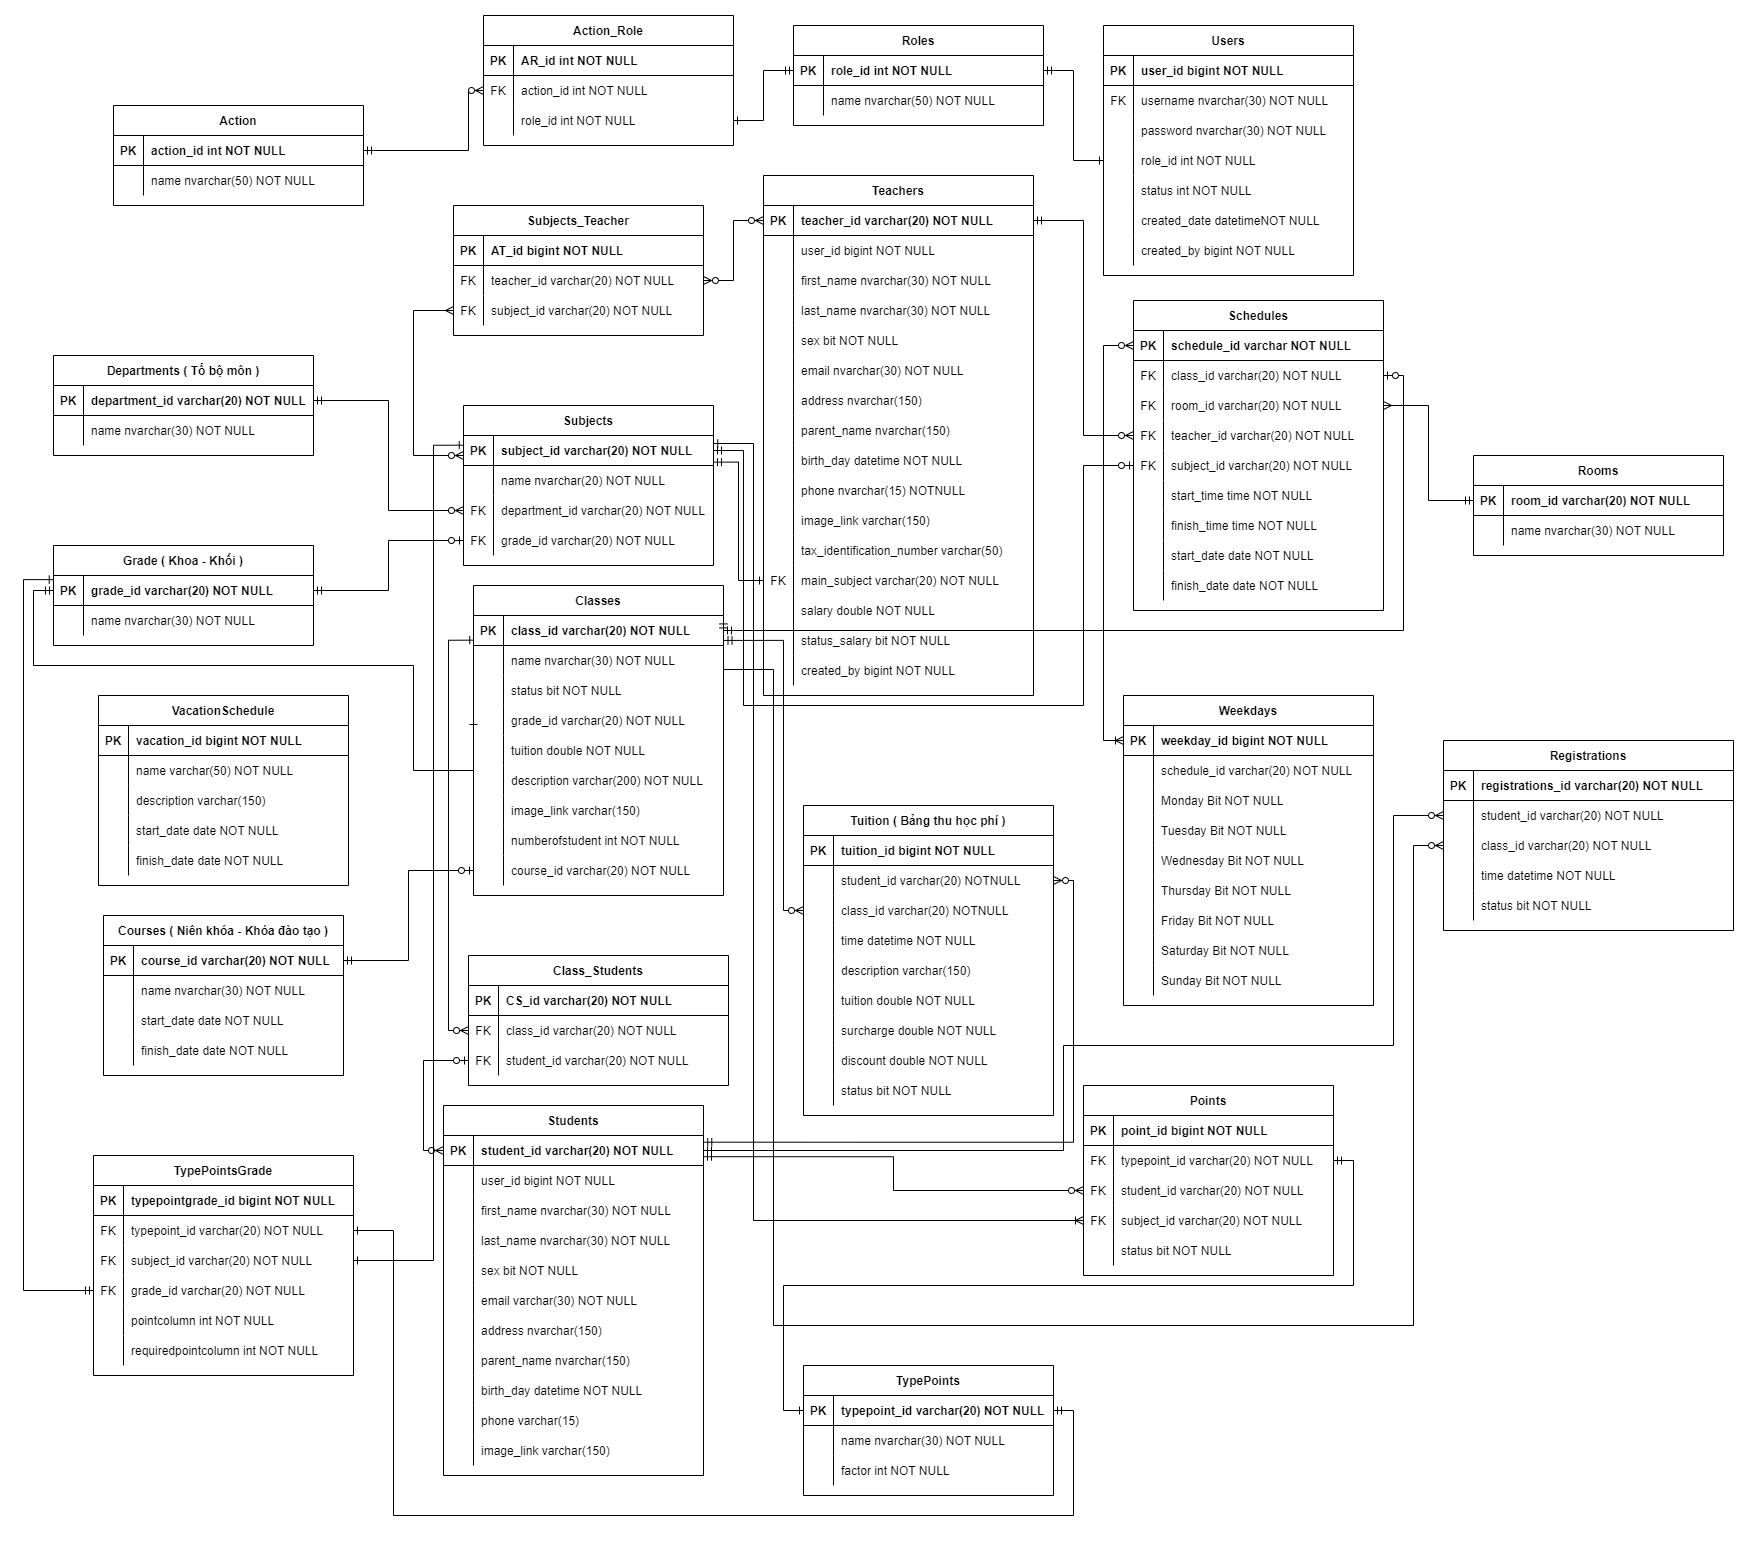 Action_Role
PK AR_id int NOT NULL
FK action_id int NOT NULL
role_id int NOT NULL
Roles
PK role_id int NOT NULL
name nvarchar(50) NOT NULL
Users
PK user_id bigint NOT NULL
FK username nvarchar(30) NOT NULL
password nvarchar(30) NOT NULL
role_id int NOT NULL
status int NOT NULL
created_date datetimeNOT NULL
created_by bigint NOT NULL
Action
PK action_id int NOT NULL
name nvarchar(50) NOT NULL
Subjects_Teacher
PK AT_id bigint NOT NULL
FK teacher_id varchar(20) NOT NULL
FK subject_id varchar(20) NOT NULL
Teachers
PK teacher_id varchar(20) NOT NULL
user_id bigint NOT NULL
first_name nvarchar(30) NOT NULL
last_name nvarchar(30) NOT NULL
sex bit NOT NULL
email nvarchar(30) NOT NULL
address nvarchar(150)
parent_name nvarchar(150)
birth_day datetime NOT NULL
phone nvarchar(15) NOTNULL
image_link varchar(150)
tax_identification_number varchar(50)
FK main_subject varchar(20) NOT NULL
salary double NOT NULL
status_salary bit NOT NULL
created_by bigint NOT NULL
Schedules
PK schedule_id varchar NOT NULL
FK class_id varchar(20) NOT NULL
FK room_id varchar(20) NOT NULL
FK teacher_id varchar(20) NOT NULL
FK subject_id varchar(20) NOT NULL
start_time time NOT NULL
finish_time time NOT NULL
start_date date NOT NULL
finish_date date NOT NULL
Departments ( Tổ bộ môn )
PK department_id varchar(20) NOT NULL
name nvarchar(30) NOT NULL
Subjects
PK subject_id varchar(20) NOT NULL
name nvarchar(20) NOT NULL
FK department_id varchar(20) NOT NULL
FK grade_id varchar(20) NOT NULL
Rooms
PK room_id varchar(20) NOT NULL
name nvarchar(30) NOT NULL
Grade ( Khoa - Khối )
PK grade_id varchar(20) NOT NULL
name nvarchar(30) NOT NULL
Classes
PK class_id varchar(20) NOT NULL
name nvarchar(30) NOT NULL
status bit NOT NULL
grade_id varchar(20) NOT NULL
tuition double NOT NULL
description varchar(200) NOT NULL
image_link varchar(150)
numberofstudent int NOT NULL
course_id varchar(20) NOT NULL
VacationSchedule
PK vacation_id bigint NOT NULL
name varchar(50) NOT NULL
description varchar(150)
start_date date NOT NULL
finish_date date NOT NULL
Weekdays
PK weekday_id bigint NOT NULL
schedule_id varchar(20) NOT NULL
Monday Bit NOT NULL
Tuesday Bit NOT NULL
Wednesday Bit NOT NULL
Thursday Bit NOT NULL
Friday Bit NOT NULL
Saturday Bit NOT NULL
Sunday Bit NOT NULL
Registrations
PK registrations_id varchar(20) NOT NULL
student_id varchar(20) NOT NULL
class_id varchar(20) NOT NULL
time datetime NOT NULL
status bit NOT NULL
Tuition ( Bảng thu học phí )
PK tuition_id bigint NOT NULL
student_id varchar(20) NOTNULL
class_id varchar(20) NOTNULL
time datetime NOT NULL
description varchar(150)
tuition double NOT NULL
surcharge double NOT NULL
discount double NOT NULL
status bit NOT NULL
Courses ( Niên khóa - Khóa đào tạo )
PK course_id varchar(20) NOT NULL
name nvarchar(30) NOT NULL
start_date date NOT NULL
finish_date date NOT NULL
Class_Students
PK CS_id varchar(20) NOT NULL
FK class_id varchar(20) NOT NULL
FK student_id varchar(20) NOT NULL
Points
PK point_id bigint NOT NULL
FK typepoint_id varchar(20) NOT NULL
FK student_id varchar(20) NOT NULL
FK subject_id varchar(20) NOT NULL
status bit NOT NULL
Students
PK student_id varchar(20) NOT NULL
user_id bigint NOT NULL
first_name nvarchar(30) NOT NULL
last_name nvarchar(30) NOT NULL
sex bit NOT NULL
email varchar(30) NOT NULL
address nvarchar(150)
parent_name nvarchar(150)
birth_day datetime NOT NULL
phone varchar(15)
image_link varchar(150)
TypePointsGrade
PK typepointgrade_id bigint NOT NULL
FK typepoint_id varchar(20) NOT NULL
FK subject_id varchar(20) NOT NULL
FK grade_id varchar(20) NOT NULL
pointcolumn int NOT NULL
requiredpointcolumn int NOT NULL
TypePoints
PK typepoint_id varchar(20) NOT NULL
name nvarchar(30) NOT NULL
factor int NOT NULL